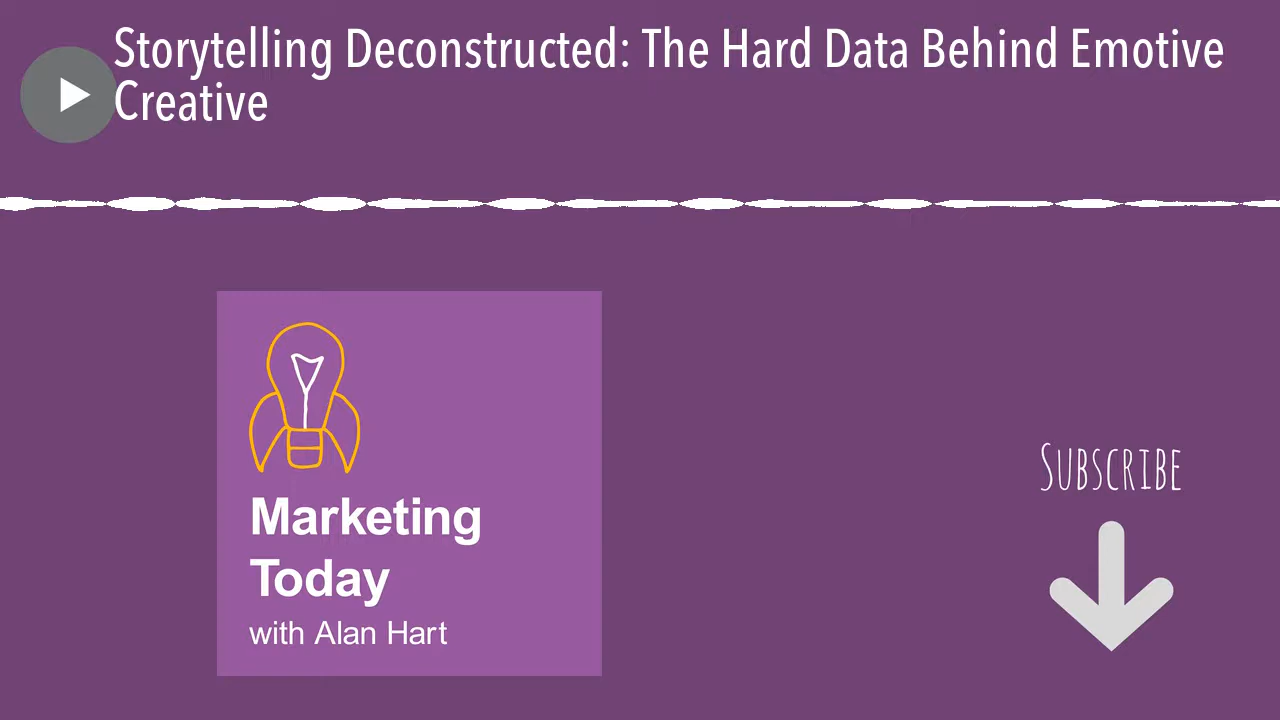 Storytelling Deconstructed: The Hard Data Behind Emotive
Creative
Marketing
Today
with Alan Hart
Subscribe